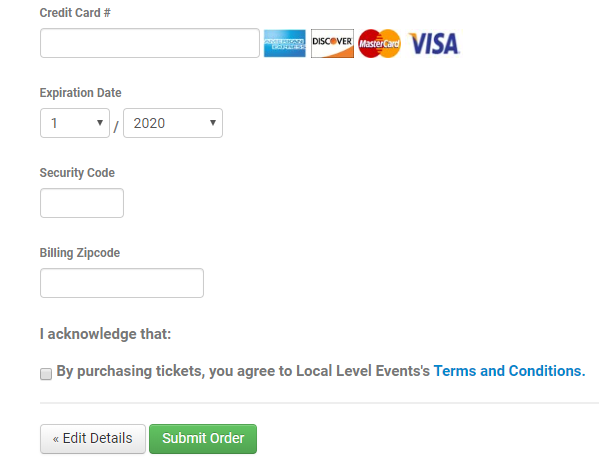 Credit Card #
AMERICAN EXPRESS DISCOVER MasterCard VISA
Expiration Date
1 / 2020
Security Code
Billing Zipcode
I acknowledge that:
By purchasing tickets, you agree to Local Level Events's Terms and Conditions.
« Edit Details Submit Order